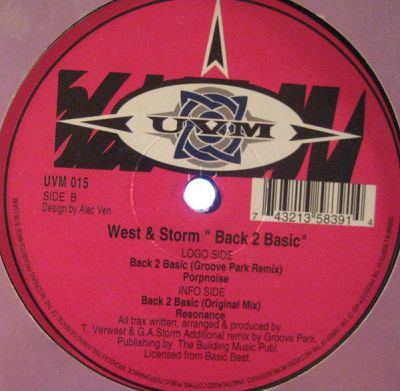 UVM
UVM 015
SIDE B
Design by Alec Ven
7 43213 58391 4
West & Storm " Back 2 Basic"
LOGO SIDE
Back 2 Basic (Groove Park Remix)
Porpnoise
INFO SIDE
Back 2 Basic (Original Mix)
Resonance
All trax written, arranged & produced by
T. Verwest & G.A.Storm Additional remix by Groove Park.
Publishing by The Building Music Publ.
Licensed from Basic Beat.